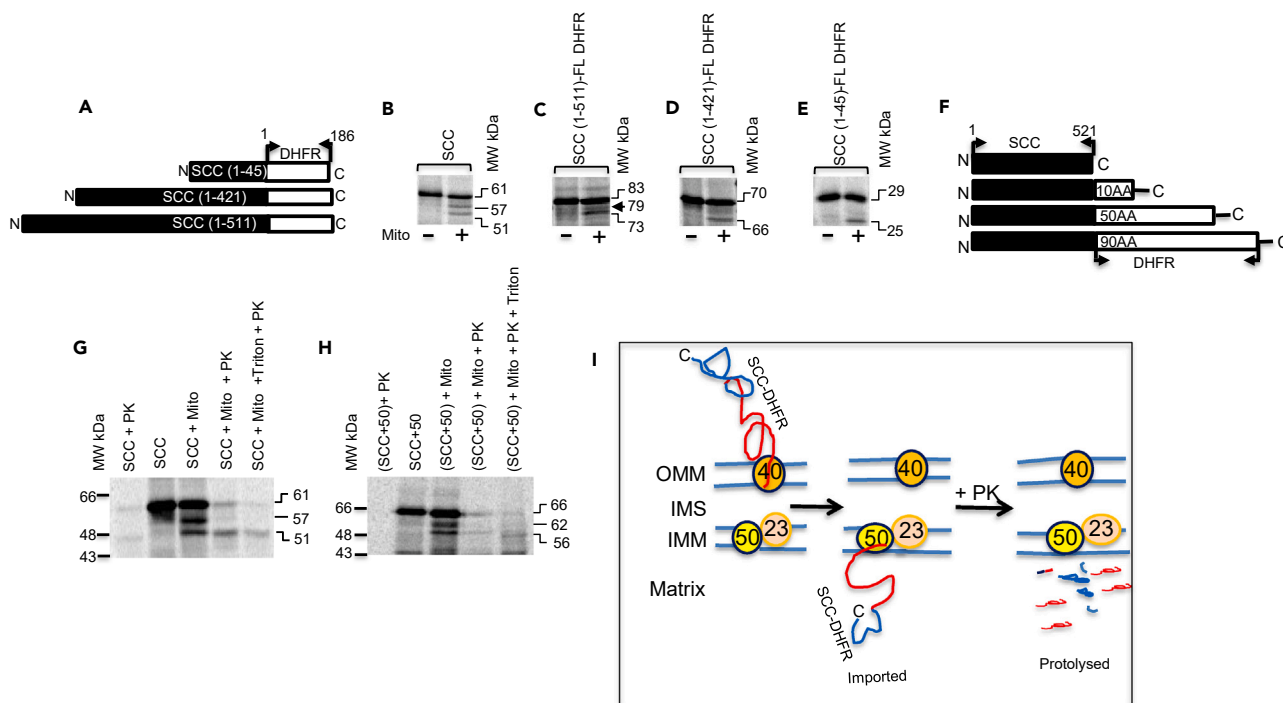 A
1
186
DHFR
N SCC (1-45) C
N SCC (1-421) C
N SCC (1-511) C
B
SCC
MW kDa
61
57
51
Mito - +
C
SCC (1-511)-FL DHFR
MW kDa
83
79
73
- +
D
SCC (1-421)-FL DHFR
MW kDa
70
66
- +
E
SCC (1-45)-FL DHFR
MW kDa
29
25
- +
F
1
521
SCC
N C
N 10AA C
N 50AA C
N 90AA C
DHFR
G
MW kDa
SCC + PK
SCC
SCC + Mito
SCC + Mito + PK
SCC + Mito +Triton + PK
66
48
43
61
57
51
H
MW kDa
(SCC+50) + PK
SCC+50
(SCC+50) + Mito
(SCC+50) + Mito + PK
(SCC+50) + Mito + PK + Triton
66
48
43
66
62
56
I
C
SCC-DHFR
OMM 40 40 40
+ PK
IMS
IMM 50 23 50 23 50 23
Matrix
C
SCC-DHFR
Imported
Protolysed